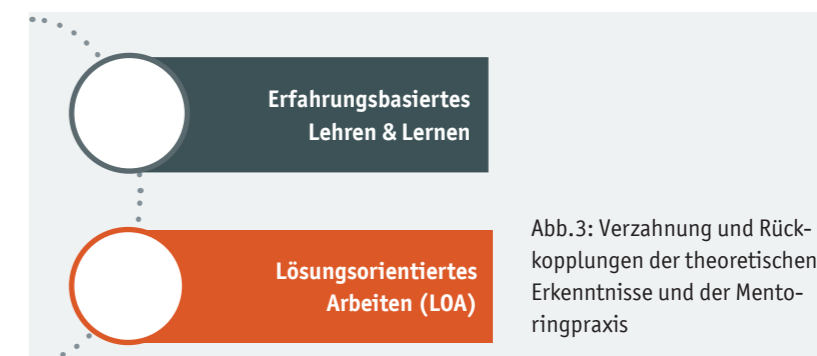 Erfahrungsbasiertes
Lehren & Lernen
Lösungsorientiertes
Arbeiten (LOA)
Abb.3: Verzahnung und Rück-
kopplungen der theoretischen
Erkenntnisse und der Mento-
ringpraxis